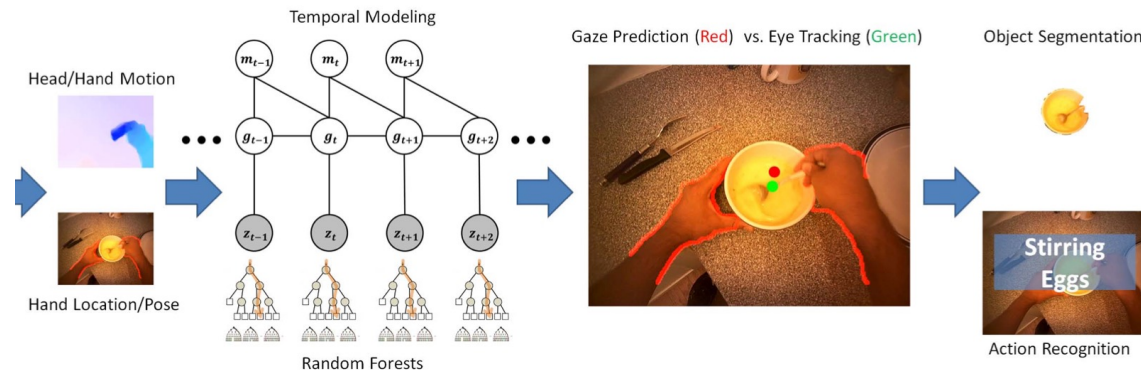 Temporal Modeling
Head/Hand Motion
Hand Location/Pose
m_{t-1} m_t m_{t+1}
g_{t-1} g_t g_{t+1} g_{t+2}
z_{t-1} z_t z_{t+1} z_{t+2}
Random Forests
Gaze Prediction (Red) vs. Eye Tracking (Green)
Object Segmentation
Stirring
Eggs
Action Recognition